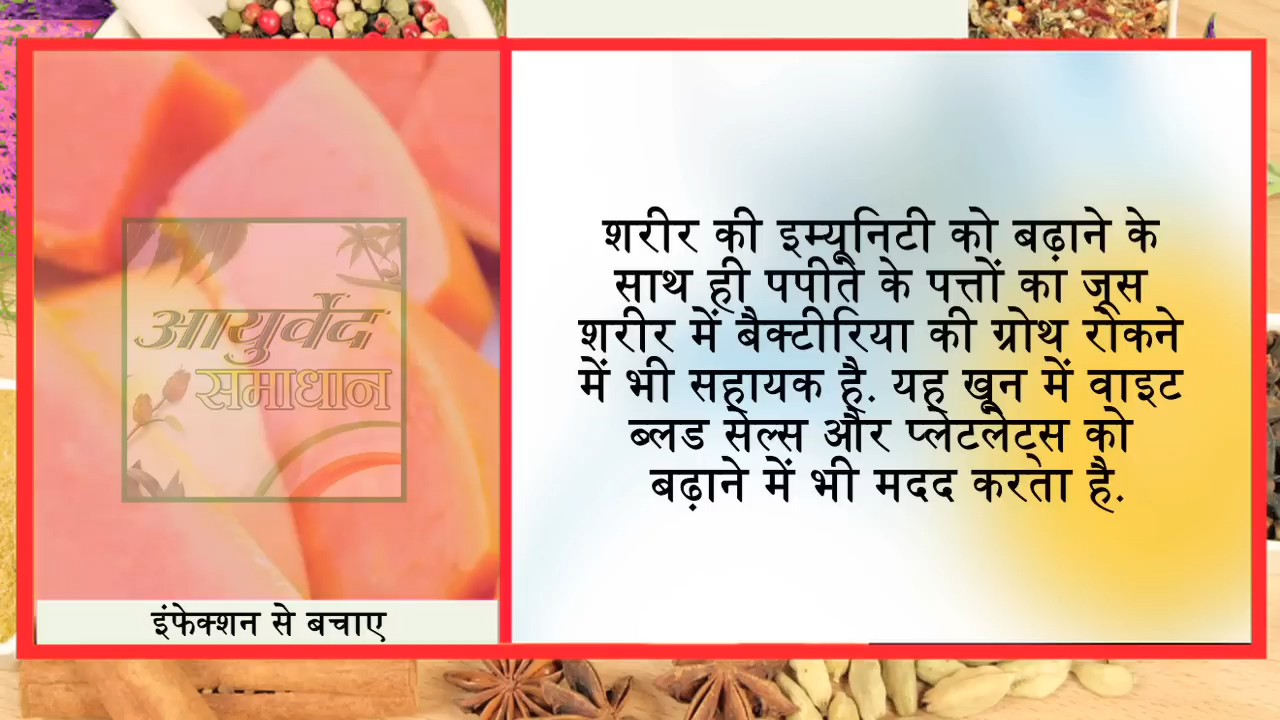 आयुर्वेद
समाधान
इंफेक्शन से बचाए
शरीर की इम्यूनिटी को बढ़ाने के
साथ ही पपीते के पत्तों का जूस
शरीर में बैक्टीरिया की ग्रोथ रोकने
में भी सहायक है. यह खून में वाइट
ब्लड सेल्स और प्लेटलेट्स को
बढ़ाने में भी मदद करता है.